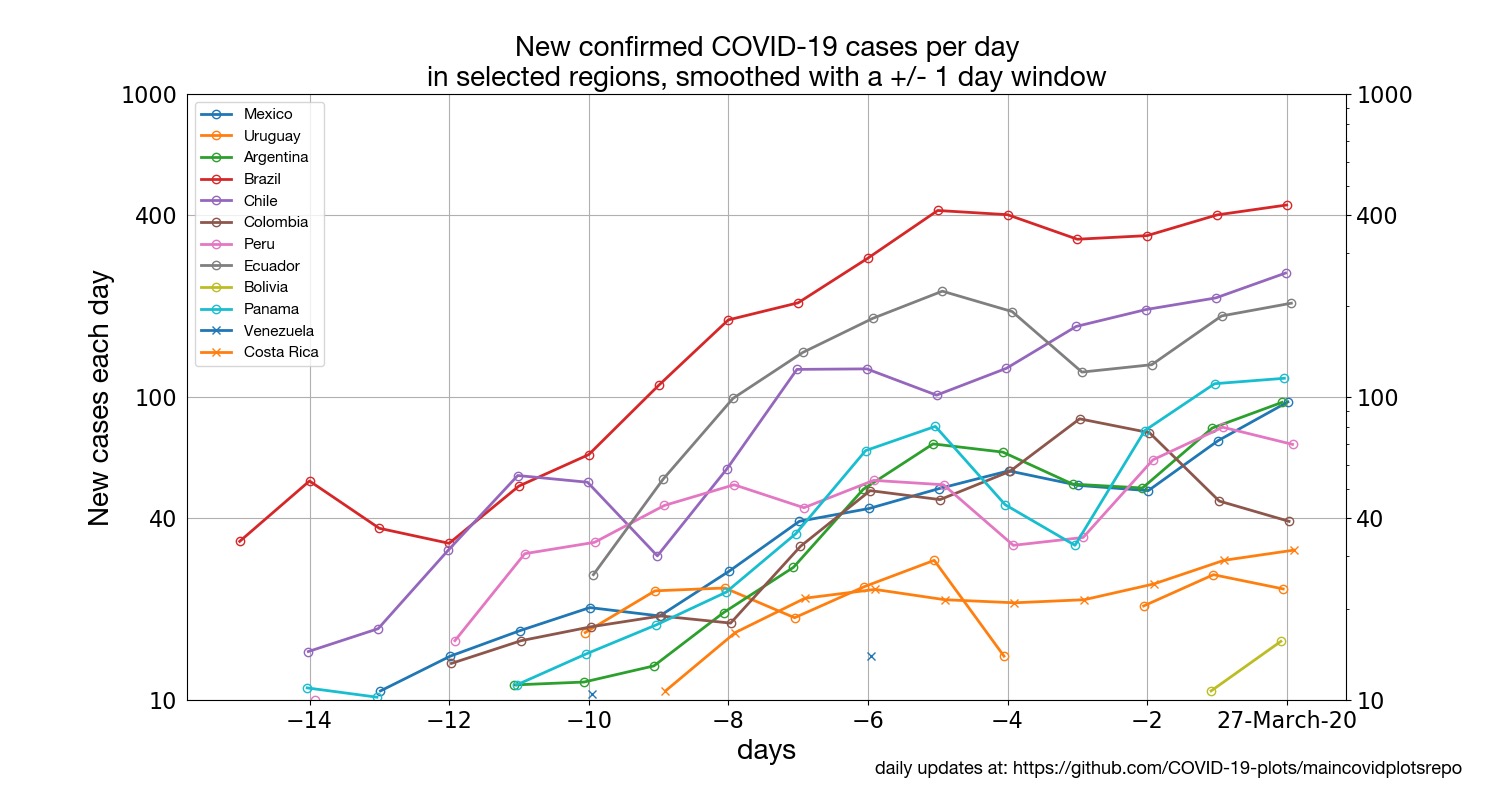 New confirmed COVID-19 cases per day
in selected regions, smoothed with a +/- 1 day window
New cases each day
1000
400
100
40
10
Mexico
Uruguay
Argentina
Brazil
Chile
Colombia
Peru
Ecuador
Bolivia
Panama
Venezuela
Costa Rica
1000
400
100
40
10
−14 −12 −10 −8 −6 −4 −2 27-March-20
days
daily updates at: https://github.com/COVID-19-plots/maincovidplotsrepo